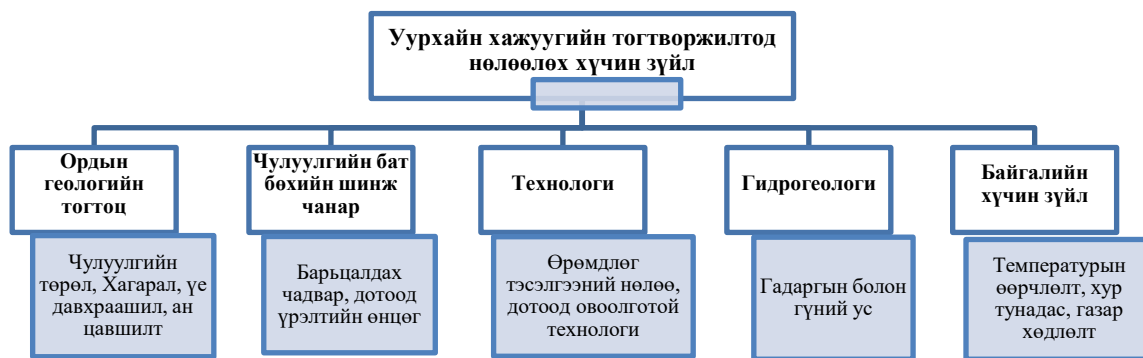 Уурхайн хажуугийн тогтворжилтод
нөлөөлөх хүчин зүйл
Ордын
геологийн
тогтоц
Чулуулгийн
төрөл, Хагарал, үе
давхраашил, ан
цавшилт
Чулуулгийн бат
бөхийн шинж
чанар
Барьцалдах
чадвар, дотоод
үрэлтийн өнцөг
Технологи
Өрөмдлөг
тэсэлгээний нөлөө,
дотоод овоолготой
технологи
Гидрогеологи
Гадаргын болон
гүний ус
Байгалийн
хүчин зүйл
Температурын
өөрчлөлт, хур
тунадас, газар
хөдлөлт